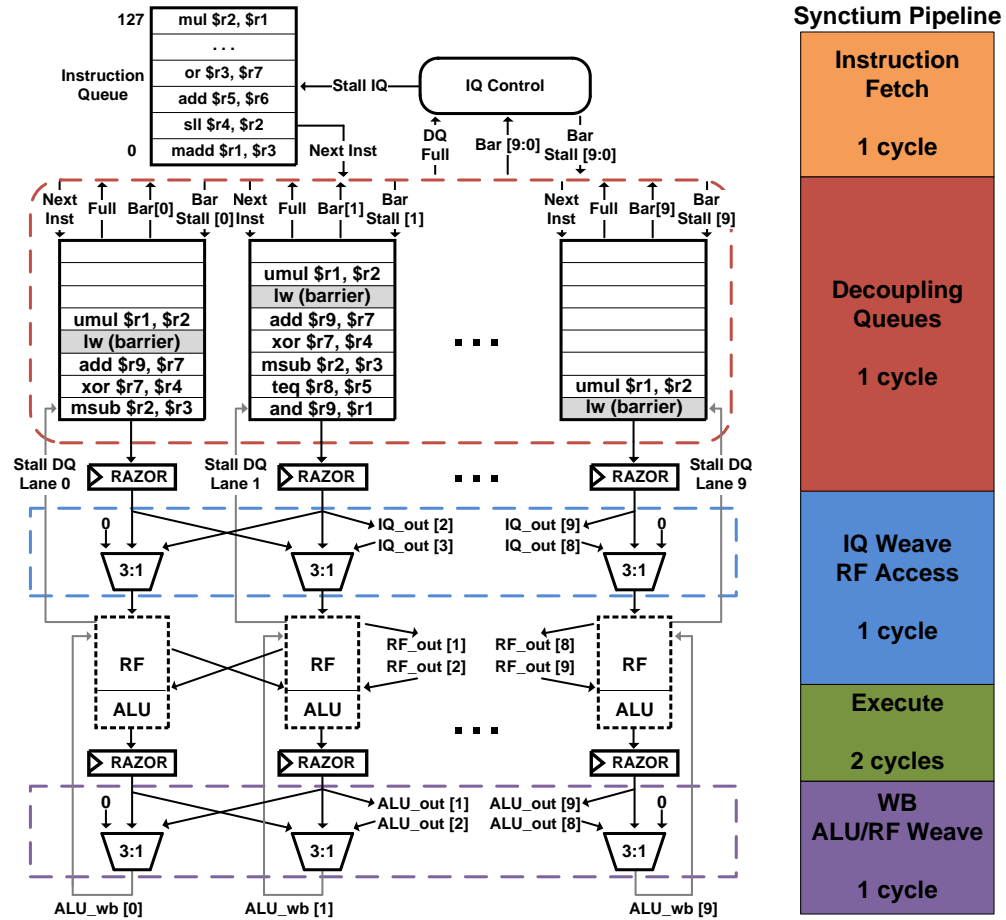 Synctium Pipeline
127
mul $r2, $r1
. . .
or $r3, $r7
add $r5, $r6
sll $r4, $r2
madd $r1, $r3
0
Instruction
Queue
Stall IQ
IQ Control
Next Inst
DQ
Full
Bar [9:0]
Bar
Stall [9:0]
Next
Inst
Full
Bar[0]
Bar
Stall [0]
Next
Inst
Full
Bar[1]
Bar
Stall [1]
Next
Inst
Full
Bar[9]
Bar
Stall [9]
umul $r1, $r2
lw (barrier)
add $r9, $r7
xor $r7, $r4
msub $r2, $r3
umul $r1, $r2
lw (barrier)
add $r9, $r7
xor $r7, $r4
msub $r2, $r3
teq $r8, $r5
and $r9, $r1
umul $r1, $r2
lw (barrier)
Stall DQ
Lane 0
RAZOR
Stall DQ
Lane 1
RAZOR
RAZOR
Stall DQ
Lane 9
0
3:1
3:1
IQ_out [2]
IQ_out [3]
IQ_out [9]
IQ_out [8]
0
3:1
RF
ALU
RF
ALU
RF_out [1]
RF_out [2]
RF_out [8]
RF_out [9]
RF
ALU
RAZOR
RAZOR
RAZOR
0
3:1
3:1
ALU_out [1]
ALU_out [2]
ALU_out [9]
ALU_out [8]
0
3:1
ALU_wb [0]
ALU_wb [1]
ALU_wb [9]
Instruction
Fetch
1 cycle
Decoupling
Queues
1 cycle
IQ Weave
RF Access
1 cycle
Execute
2 cycles
WB
ALU/RF Weave
1 cycle